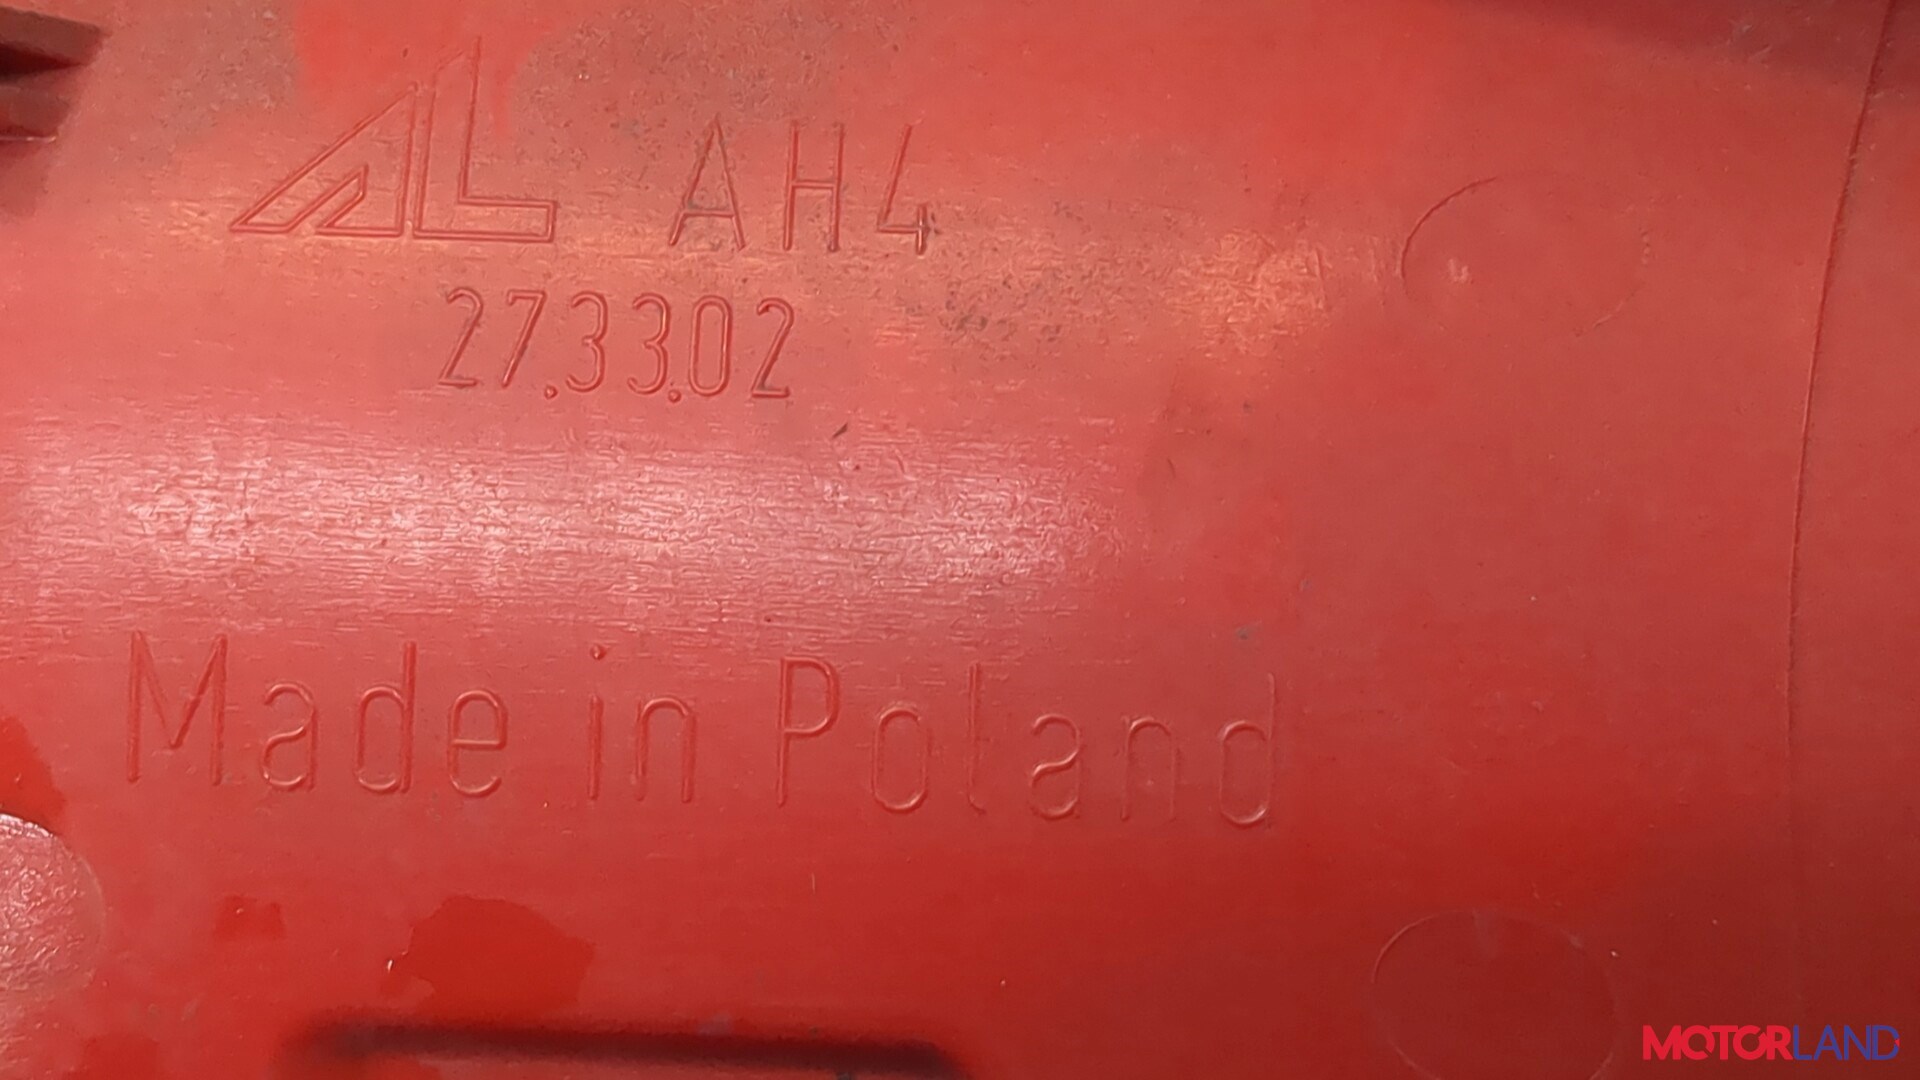 AL AH4
27.33.02
Made in Poland
MOTORLAND